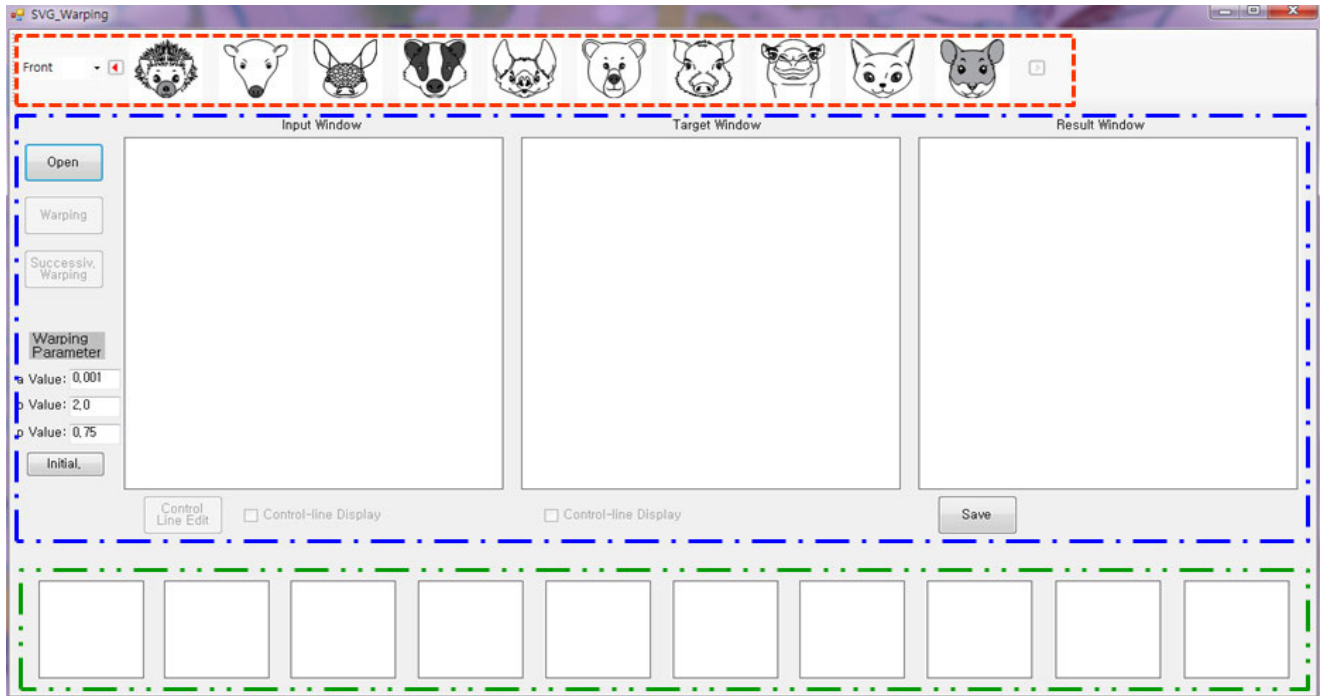 SVG_Warping
Front
Input Window
Target Window
Result Window
Open
Warping
Successiv.
Warping
Warping
Parameter
a Value: 0,001
b Value: 2,0
p Value: 0,75
Initial,
Control
Line Edit
Control-line Display
Control-line Display
Save